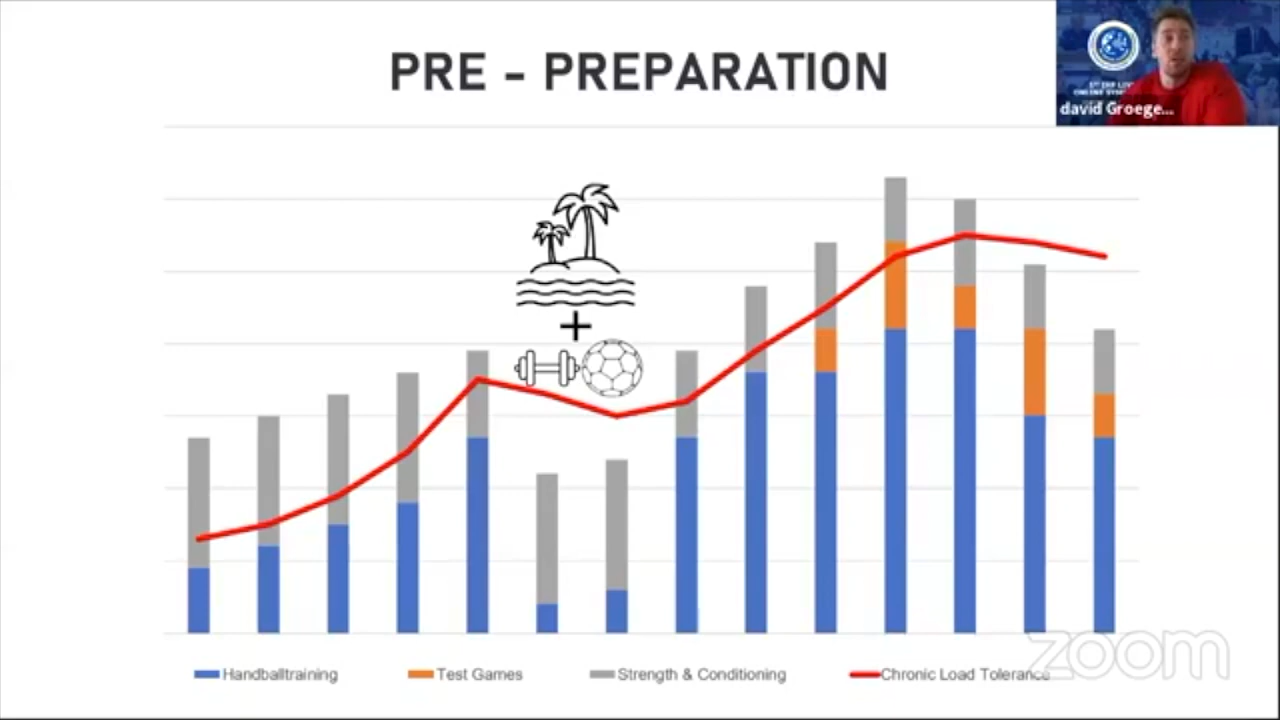 PRE - PREPARATION
david Groege...
+
Handballtraining
Test Games
Strength & Conditioning
Chronic Load Tolerance
zoom